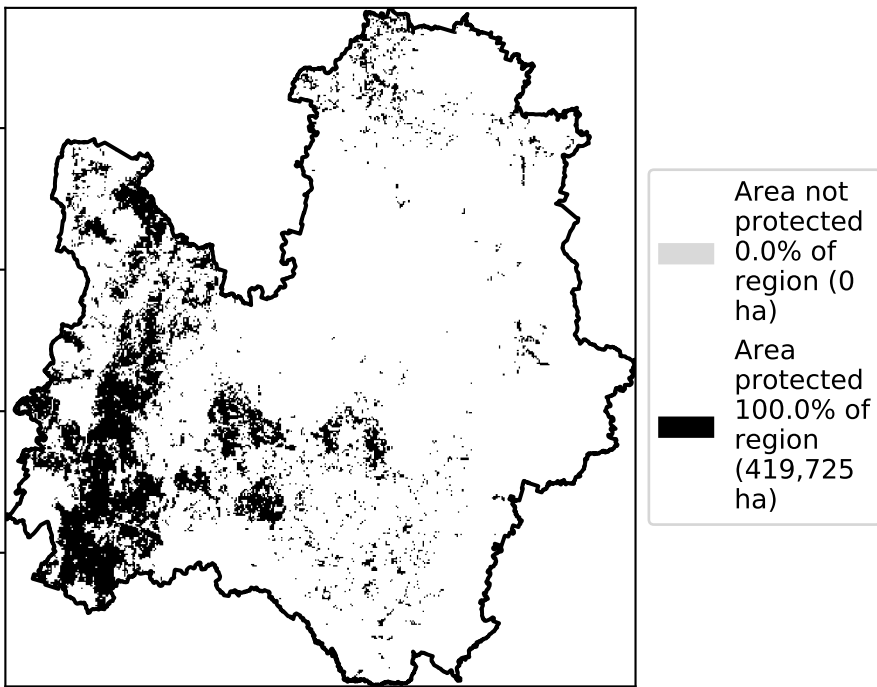 Area not
protected
0.0% of
region (0
ha)
Area
protected
100.0% of
region
(419,725
ha)